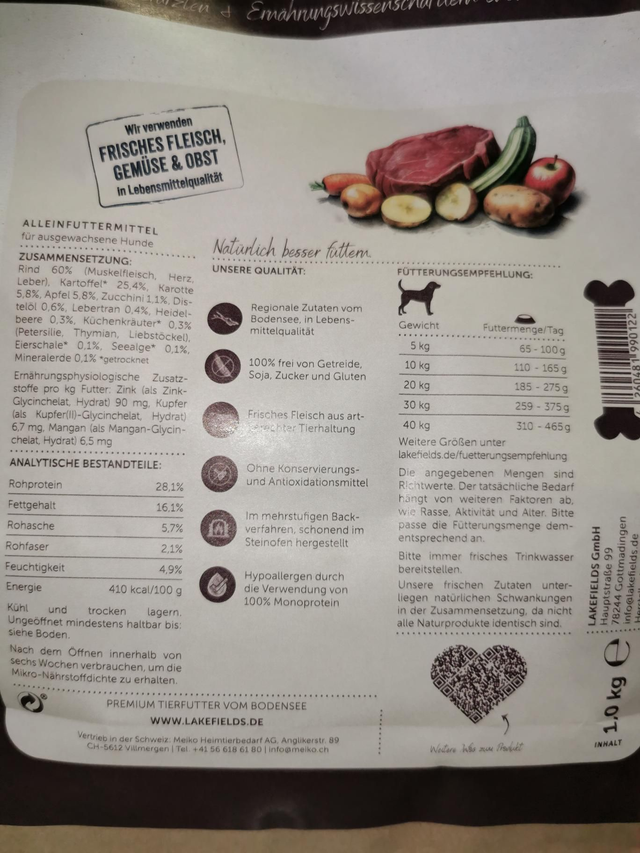 & Ernährungswissenschaftlern
Wir verwenden
FRISCHES FLEISCH,
GEMÜSE & OBST
in Lebensmittelqualität
ALLEINFUTTERMITTEL
für ausgewachsene Hunde
ZUSAMMENSETZUNG:
Rind 60% (Muskelfleisch, Herz,
Leber), Kartoffel* 25,4%, Karotte
5,8%, Apfel 5,8%, Zucchini 1,1%, Dis-
telöl 0,6%, Lebertran 0,4%, Heidel-
beere 0,3%, Küchenkräuter* 0,3%
(Petersilie, Thymian, Liebstöckel),
Eierschale* 0,1%, Seealge* 0,1%,
Mineralerde 0,1% *getrocknet
Ernährungsphysiologische Zusatz-
stoffe pro kg Futter: Zink (als Zink-
Glycinchelat, Hydrat) 90 mg, Kupfer
(als Kupfer(II)-Glycinchelat, Hydrat)
6,7 mg, Mangan (als Mangan-Glycin-
chelat, Hydrat) 6,5 mg
ANALYTISCHE BESTANDTEILE:
Rohprotein 28,1%
Fettgehalt 16,1%
Rohasche 5,7%
Rohfaser 2,1%
Feuchtigkeit 4,9%
Energie 410 kcal/100 g
Kühl und trocken lagern.
Ungeöffnet mindestens haltbar bis:
siehe Boden.
Nach dem Öffnen innerhalb von
sechs Wochen verbrauchen, um die
Mikro-Nährstoffdichte zu erhalten.
Natürlich besser füttern.
UNSERE QUALITÄT:
Regionale Zutaten vom
Bodensee, in Lebens-
mittelqualität
100% frei von Getreide,
Soja, Zucker und Gluten
Frisches Fleisch aus art-
gerechter Tierhaltung
Ohne Konservierungs-
und Antioxidationsmittel
Im mehrstufigen Back-
verfahren, schonend im
Steinofen hergestellt
Hypoallergen durch
die Verwendung von
100% Monoprotein
FÜTTERUNGSEMPFEHLUNG:
Gewicht Futtermenge/Tag
5 kg 65 - 100 g
10 kg 110 - 165 g
20 kg 185 - 275 g
30 kg 259 - 375 g
40 kg 310 - 465 g
Weitere Größen unter
lakefields.de/fuetterungsempfehlung
Die angegebenen Mengen sind
Richtwerte. Der tatsächliche Bedarf
hängt von weiteren Faktoren ab,
wie Rasse, Aktivität und Alter. Bitte
passe die Fütterungsmenge dem-
entsprechend an.
Bitte immer frisches Trinkwasser
bereitstellen.
Unsere frischen Zutaten unter-
liegen natürlichen Schwankungen
in der Zusammensetzung, da nicht
alle Naturprodukte identisch sind.
Weitere Infos zum Produkt
PREMIUM TIERFUTTER VOM BODENSEE
WWW.LAKEFIELDS.DE
Vertrieb in der Schweiz: Meiko Heimtierbedarf AG, Anglikerstr. 89
CH-5612 Villmergen | Tel. +41 56 618 61 80 | info@meiko.ch
LAKEFIELDS GmbH
Hauptstraße 99
78244 Gottmadingen
info@lakefields.de
INHALT 1,0 kg e